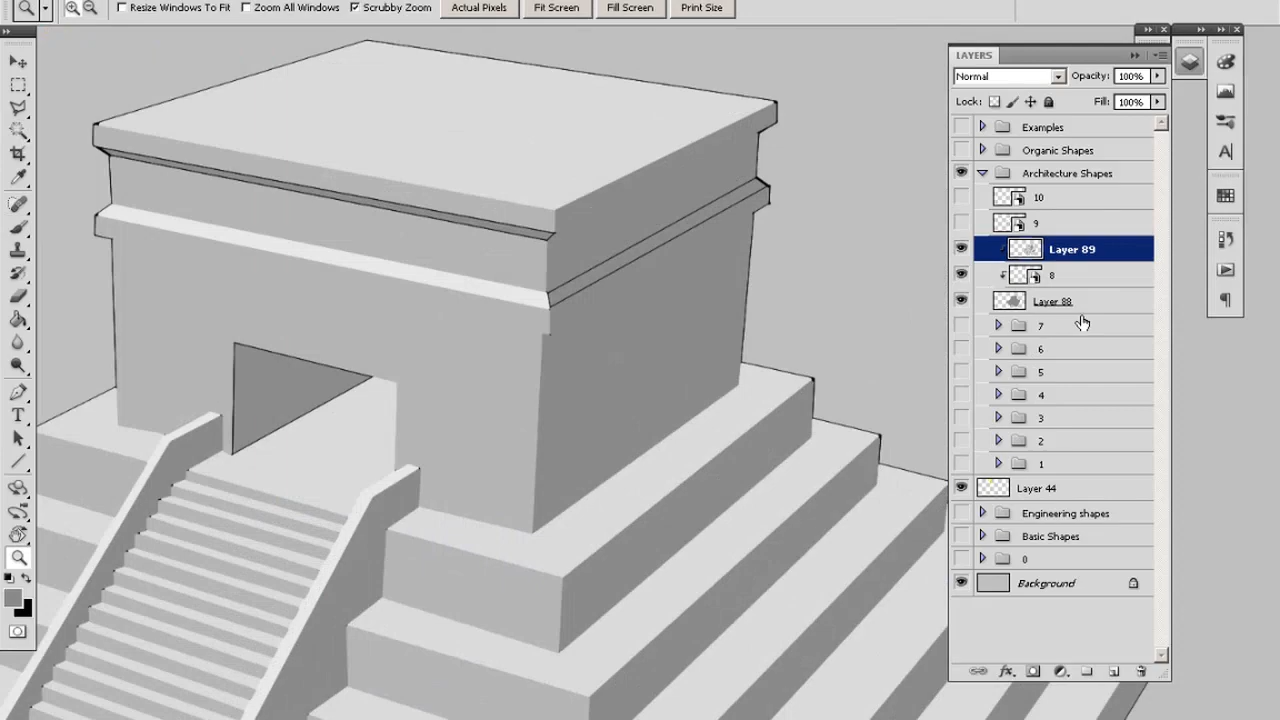 Resize Windows To Fit Zoom All Windows Scrubby Zoom Actual Pixels Fit Screen Fill Screen Print Size
LAYERS
Normal Opacity: 100%
Lock: Fill: 100%
Examples
Organic Shapes
Architecture Shapes
10
9
Layer 89
8
Layer 88
7
6
5
4
3
2
1
Layer 44
Engineering shapes
Basic Shapes
0
Background